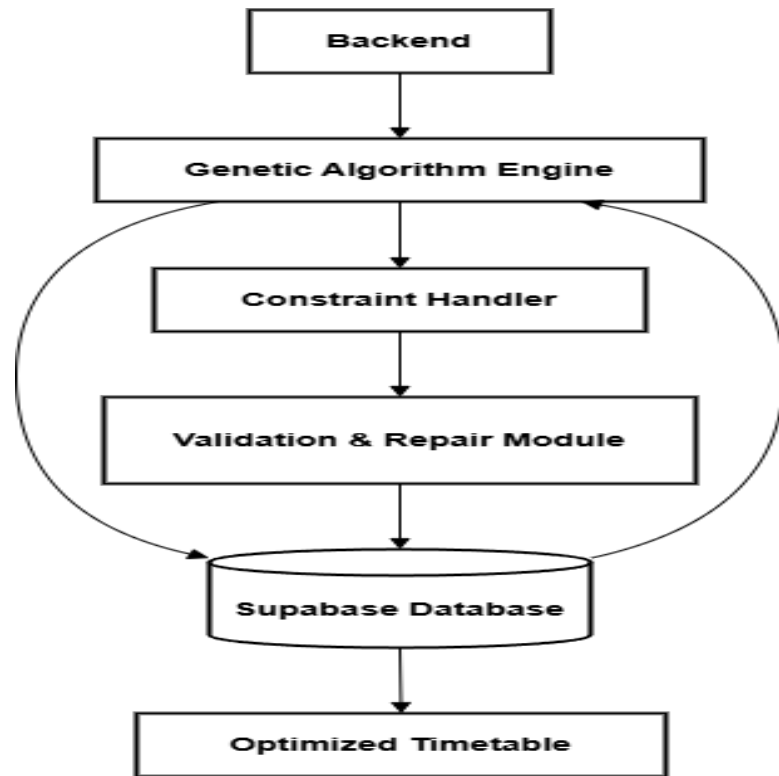 Backend
Genetic Algorithm Engine
Constraint Handler
Validation & Repair Module
Supabase Database
Optimized Timetable